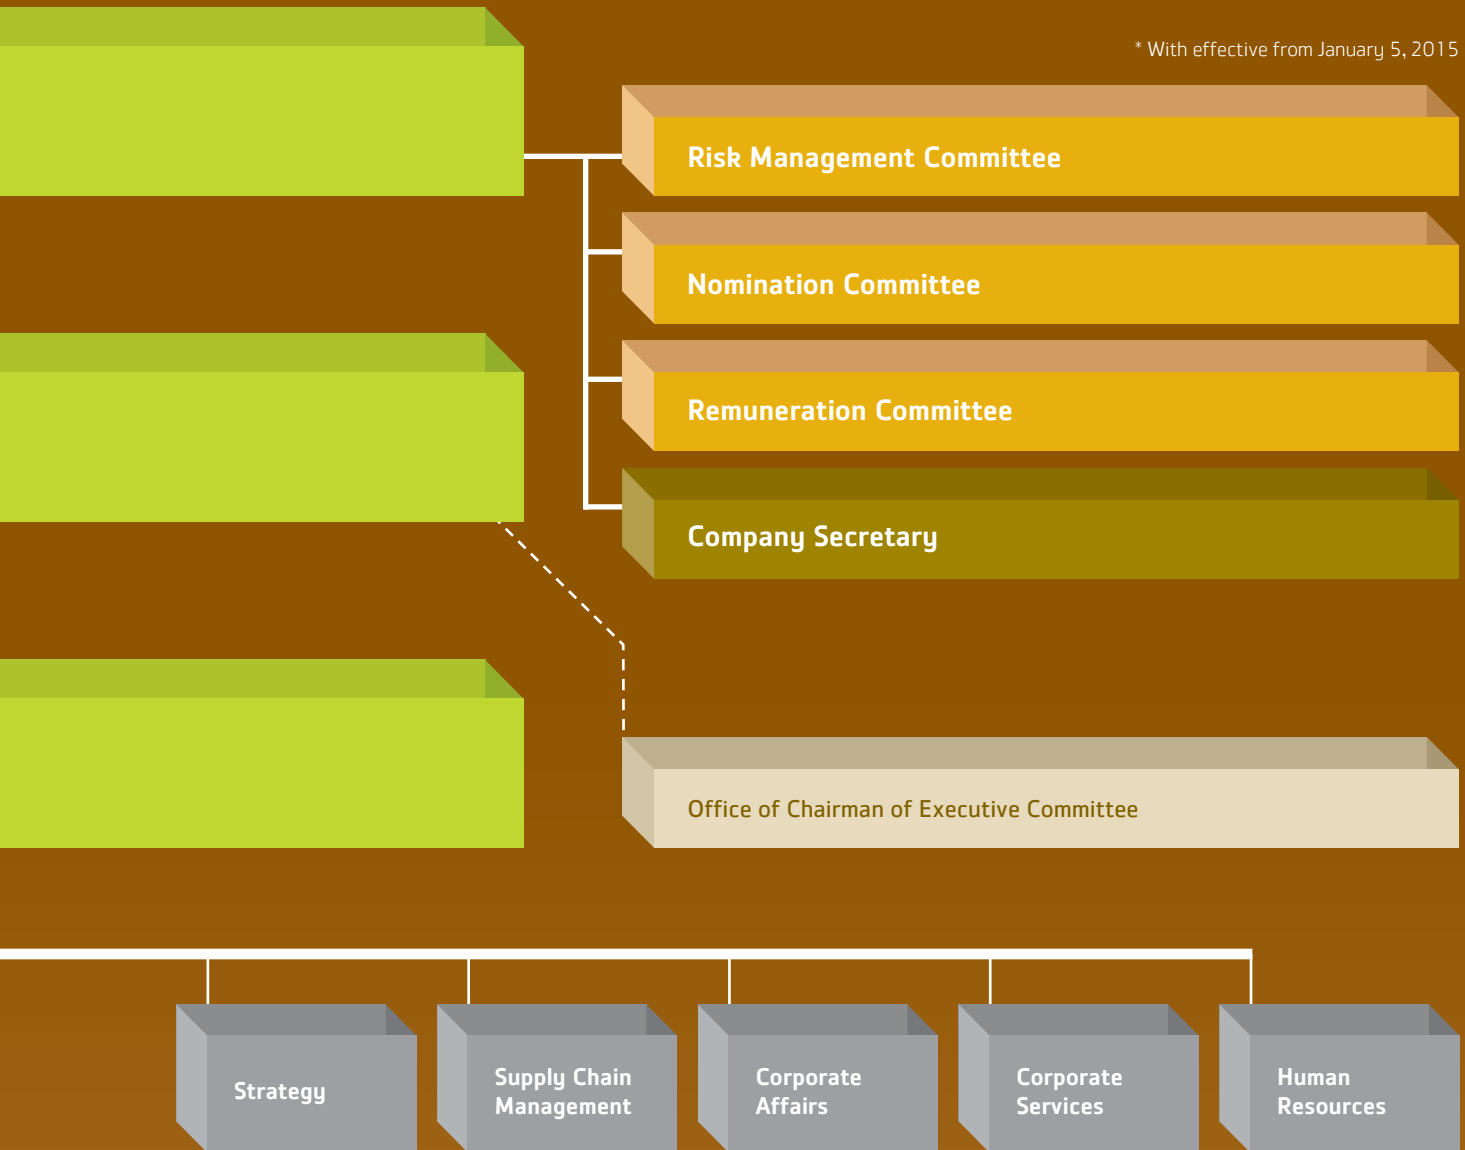 * With effective from January 5, 2015
Risk Management Committee
Nomination Committee
Remuneration Committee
Company Secretary
Office of Chairman of Executive Committee
Strategy
Supply Chain
Management
Corporate
Affairs
Corporate
Services
Human
Resources